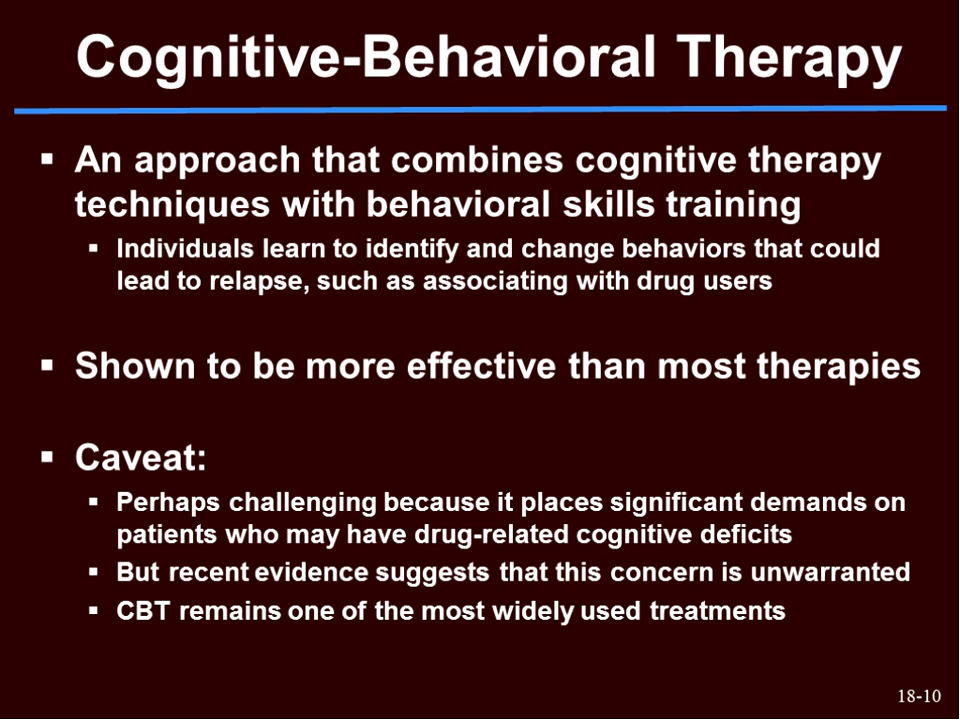 Cognitive-Behavioral Therapy
▪ An approach that combines cognitive therapy
techniques with behavioral skills training
▪ Individuals learn to identify and change behaviors that could
lead to relapse, such as associating with drug users
▪ Shown to be more effective than most therapies
▪ Caveat:
▪ Perhaps challenging because it places significant demands on
patients who may have drug-related cognitive deficits
▪ But recent evidence suggests that this concern is unwarranted
▪ CBT remains one of the most widely used treatments
18-10